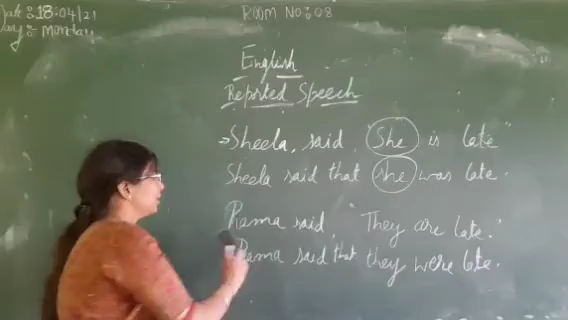 Date: 18:04/21
Day:- Monday
ROOM No: 08
English
Reported Speech
→ Sheela, said, "She is late"
Sheela said that she was late.
Rama said, "They are late."
Rama said that they were late.